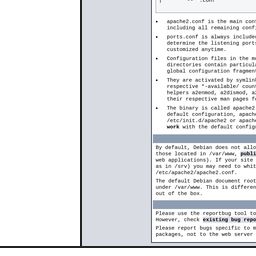 *.conf
apache2.conf is the main con
including all remaining conf
ports.conf is always include
determine the listening port
customized anytime.
Configuration files in the m
directories contain particul
global configuration fragmen
They are activated by symlin
respective *-available/ coun
helpers a2enmod, a2dismod, a
their respective man pages f
The binary is called apache2
default configuration, apach
/etc/init.d/apache2 or apach
work with the default config
By default, Debian does not allo
those located in /var/www, publi
web applications). If your site
as in /srv) you may need to whit
/etc/apache2/apache2.conf.
The default Debian document root
under /var/www. This is differen
out of the box.
Please use the reportbug tool to
However, check existing bug repo
Please report bugs specific to m
packages, not to the web server